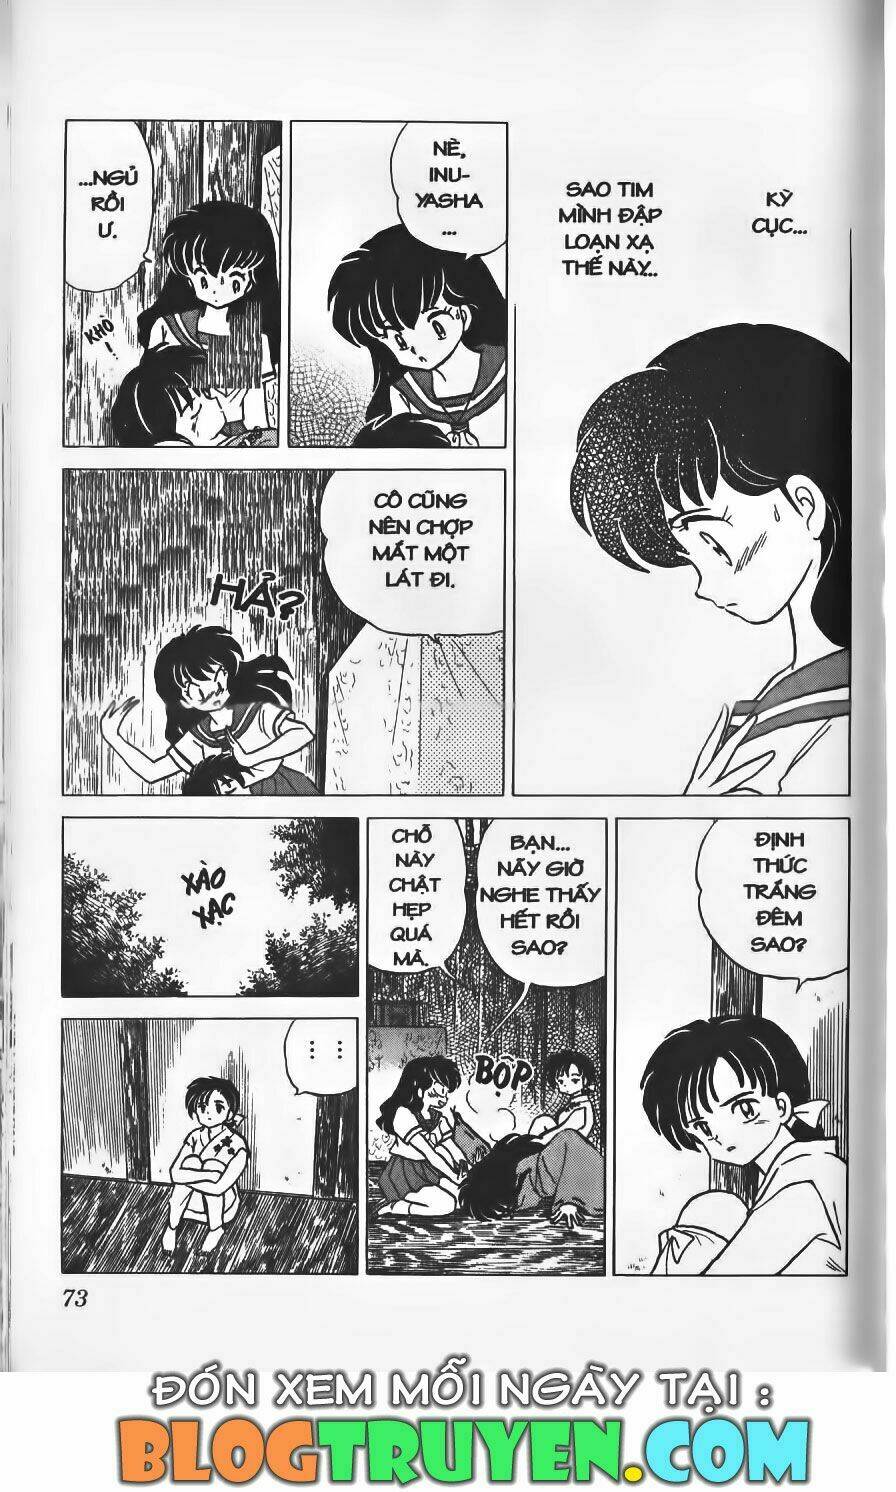 KỲ
CỤC...
SAO TIM
MÌNH ĐẬP
LOẠN XẠ
THẾ NÀY...
NÈ,
INU-
YASHA
...
...NGỦ
RỒI
Ư.
KHÒ
!
CÔ CŨNG
NÊN CHỢP
MẮT MỘT
LÁT ĐI.
HẢ?
ĐỊNH
THỨC
TRẮNG
ĐÊM
SAO?
BẠN...
NÃY GIỜ
NGHE THẤY
HẾT RỒI
SAO?
CHỖ
NÀY
CHẬT
HẸP
QUÁ
MÀ.
BỘP
XÀO
XẠC
... ...
73
ĐÓN XEM MỖI NGÀY TẠI :
BLOGTRUYEN.COM